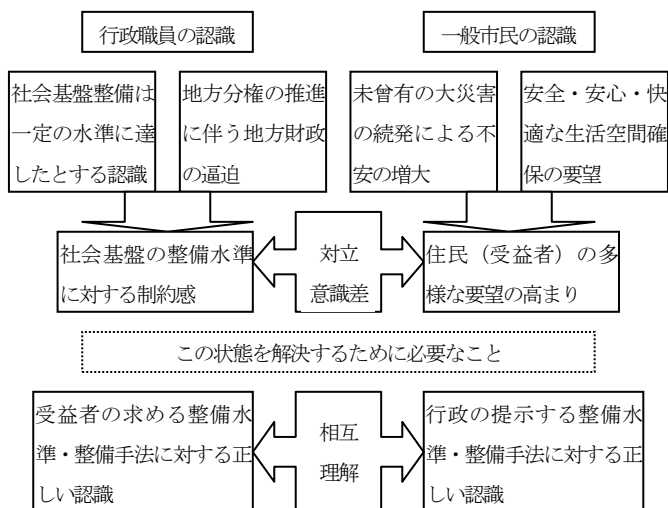 行政職員の認識
一般市民の認識
社会基盤整備は
一定の水準に達
したとする認識
地方分権の推進
に伴う地方財政
の逼迫
未曾有の大災害
の続発による不
安の増大
安全・安心・快
適な生活空間確
保の要望
社会基盤の整備水準
に対する制約感
対立
意識差
住民（受益者）の多
様な要望の高まり
この状態を解決するために必要なこと
受益者の求める整備水
準・整備手法に対する正
しい認識
相互
理解
行政の提示する整備水
準・整備手法に対する正
しい認識